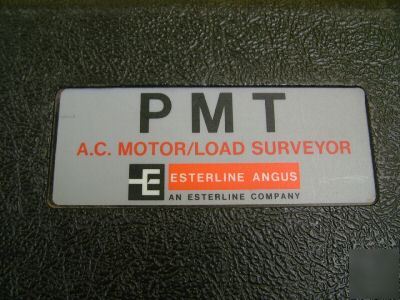 PMT
A.C. MOTOR/LOAD SURVEYOR
E ESTERLINE ANGUS
AN ESTERLINE COMPANY